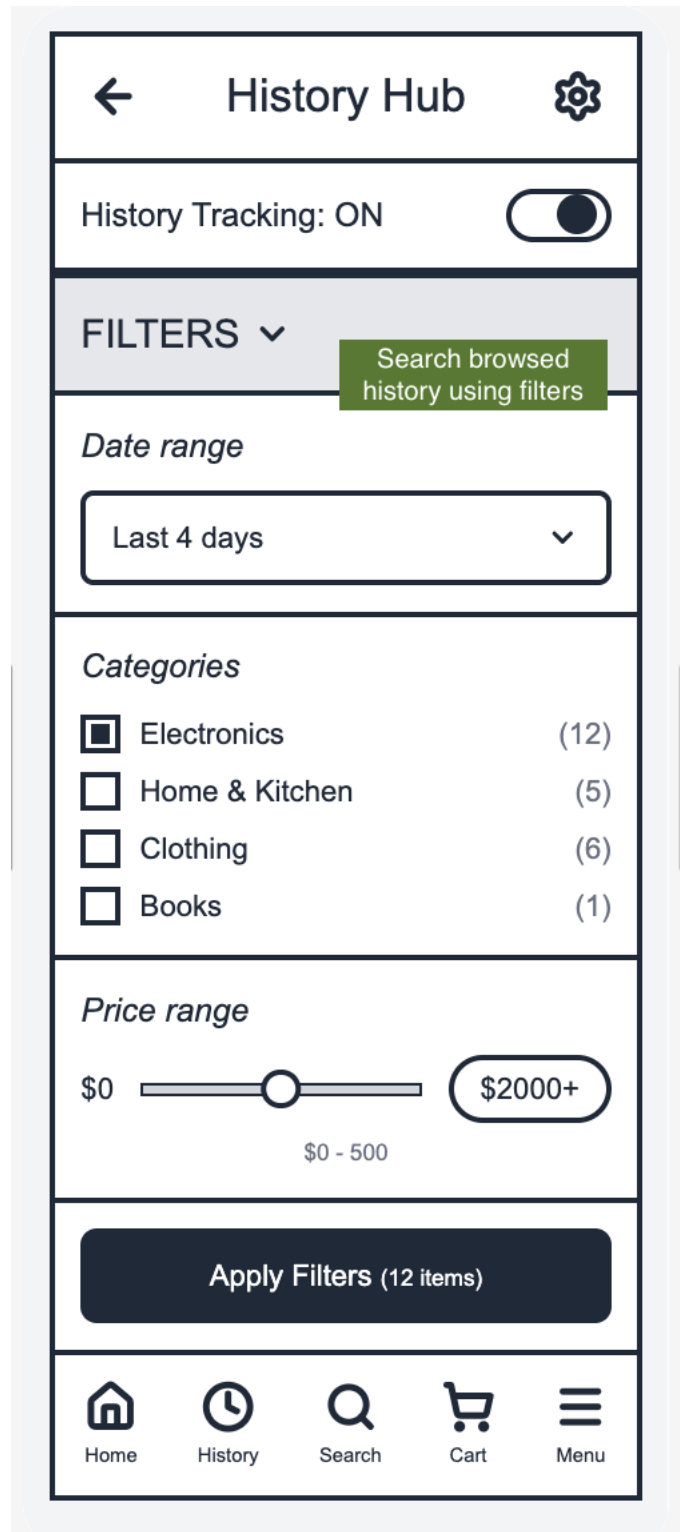 History Hub
History Tracking: ON
FILTERS
Search browsed
history using filters
Date range
Last 4 days
Categories
Electronics (12)
Home & Kitchen (5)
Clothing (6)
Books (1)
Price range
$0 $2000+
$0 - 500
Apply Filters (12 items)
Home History Search Cart Menu